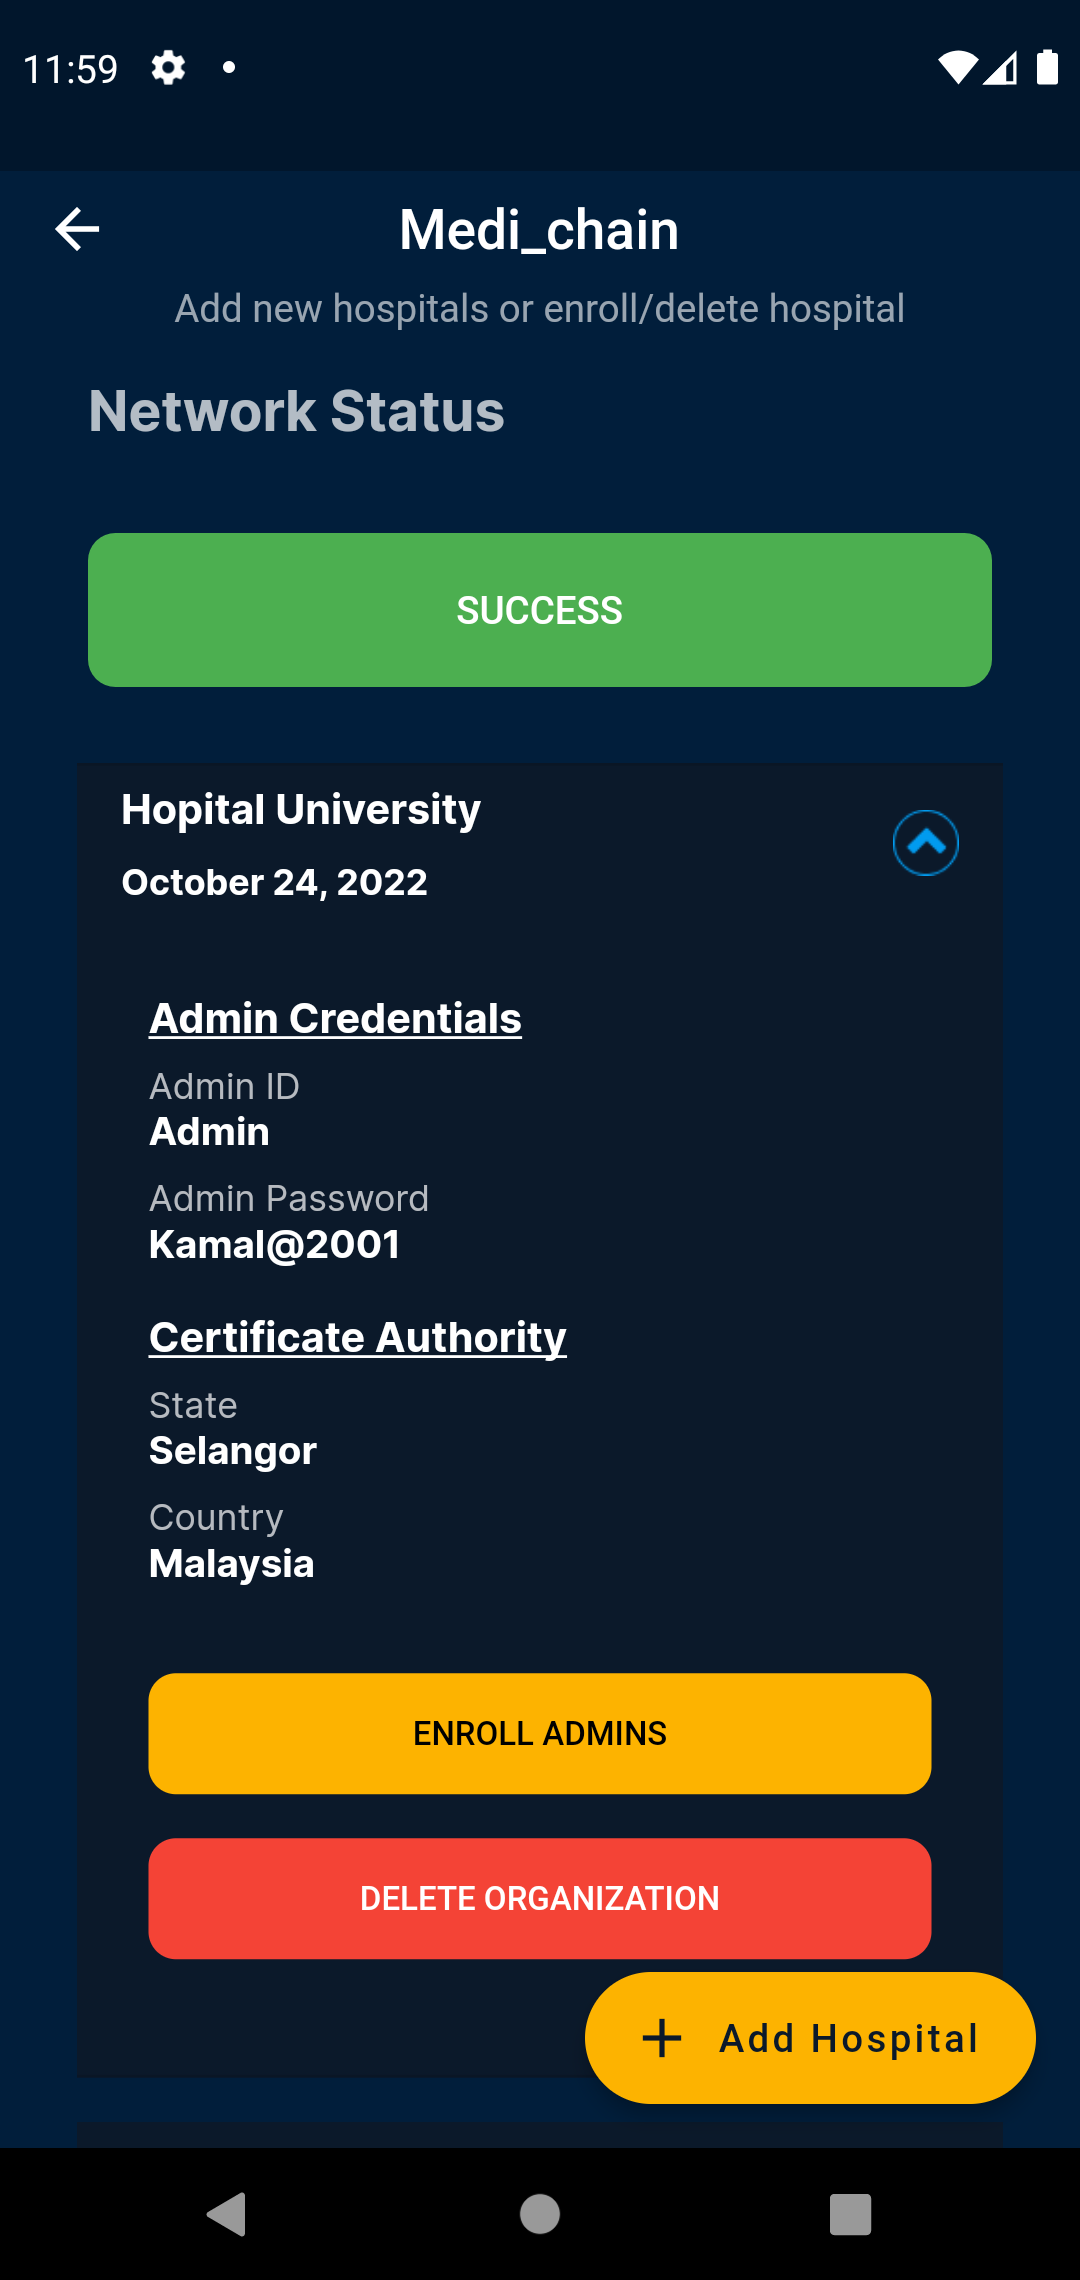 11:59
Medi_chain
Add new hospitals or enroll/delete hospital
Network Status
SUCCESS
Hopital University
October 24, 2022
Admin Credentials
Admin ID
Admin
Admin Password
Kamal@2001
Certificate Authority
State
Selangor
Country
Malaysia
ENROLL ADMINS
DELETE ORGANIZATION
Add Hospital